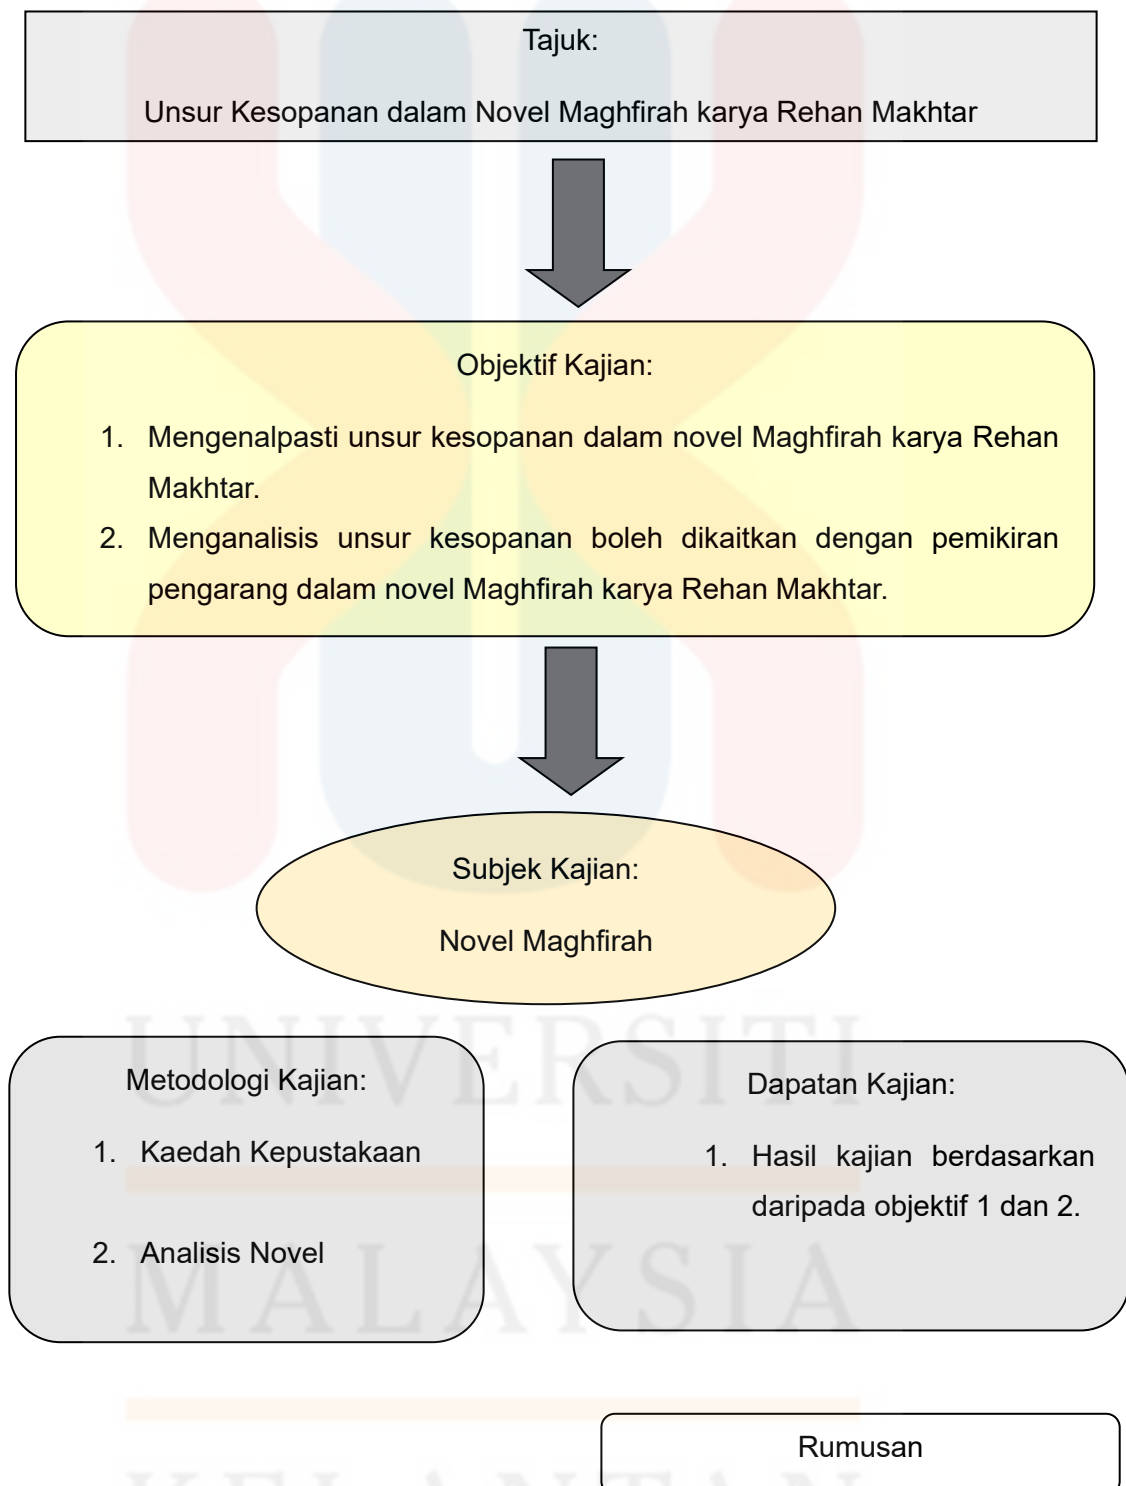 Tajuk:
Unsur Kesopanan dalam Novel Maghfirah karya Rehan Makhtar
Objektif Kajian:
1. Mengenalpasti unsur kesopanan dalam novel Maghfirah karya Rehan
Makhtar.
2. Menganalisis unsur kesopanan boleh dikaitkan dengan pemikiran
pengarang dalam novel Maghfirah karya Rehan Makhtar.
Subjek Kajian:
Novel Maghfirah
UNIVERSITI
Metodologi Kajian:
1. Kaedah Kepustakaan
2. Analisis Novel
Dapatan Kajian:
1. Hasil kajian berdasarkan
daripada objektif 1 dan 2.
MALAYSIA
Rumusan
KELANTAN